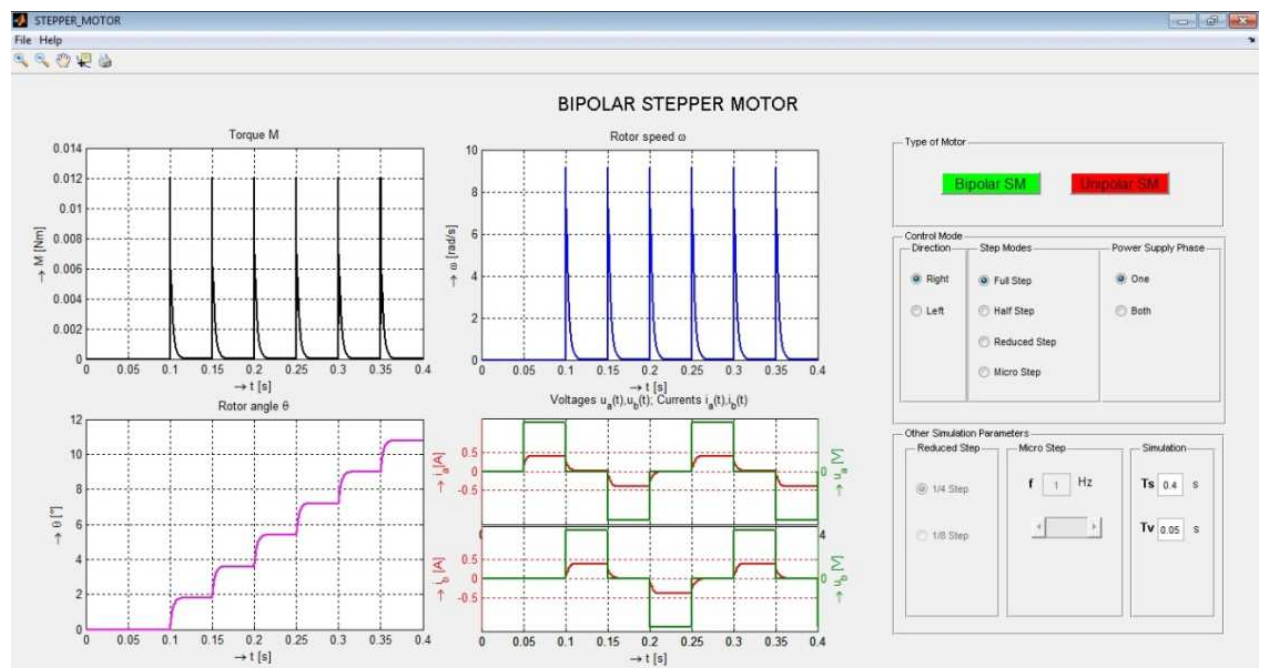 STEPPER_MOTOR
File Help
BIPOLAR STEPPER MOTOR
Torque M
0.014
0.012
0.01
0.008
0.006
0.004
0.002
0
→ M [Nm]
0 0.05 0.1 0.15 0.2 0.25 0.3 0.35 0.4
→ t [s]
Rotor speed ω
10
8
6
4
2
0
→ ω [rad/s]
0 0.05 0.1 0.15 0.2 0.25 0.3 0.35 0.4
→ t [s]
Rotor angle θ
12
10
8
6
4
2
0
→ θ [°]
0 0.05 0.1 0.15 0.2 0.25 0.3 0.35 0.4
→ t [s]
Voltages u_a(t),u_b(t); Currents i_a(t),i_b(t)
0.5
0
-0.5
→ i_a [A]
0
→ u_a [V]
0.5
0
-0.5
→ i_b [A]
4
0
→ u_b [V]
0 0.05 0.1 0.15 0.2 0.25 0.3 0.35 0.4
→ t [s]
Type of Motor
Bipolar SM Unipolar SM
Control Mode
Direction
Right
Left
Step Modes
Full Step
Half Step
Reduced Step
Micro Step
Power Supply Phase
One
Both
Other Simulation Parameters
Reduced Step
1/4 Step
1/8 Step
Micro Step
f 1 Hz
Simulation
Ts 0.4 s
Tv 0.05 s